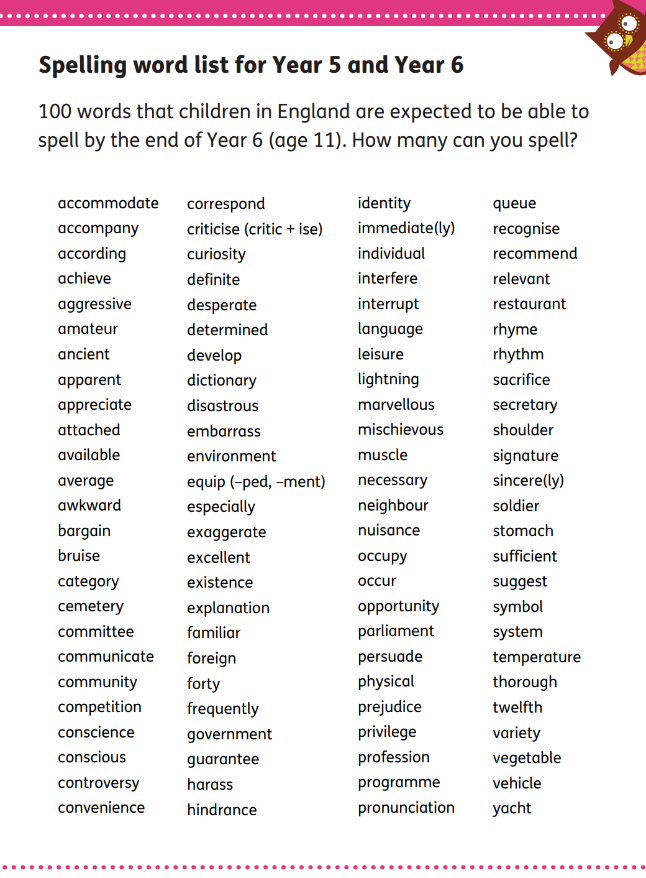 Spelling word list for Year 5 and Year 6
100 words that children in England are expected to be able to
spell by the end of Year 6 (age 11). How many can you spell?
accommodate
accompany
according
achieve
aggressive
amateur
ancient
apparent
appreciate
attached
available
average
awkward
bargain
bruise
category
cemetery
committee
communicate
community
competition
conscience
conscious
controversy
convenience
correspond
criticise (critic + ise)
curiosity
definite
desperate
determined
develop
dictionary
disastrous
embarrass
environment
equip (–ped, –ment)
especially
exaggerate
excellent
existence
explanation
familiar
foreign
forty
frequently
government
guarantee
harass
hindrance
identity
immediate(ly)
individual
interfere
interrupt
language
leisure
lightning
marvellous
mischievous
muscle
necessary
neighbour
nuisance
occupy
occur
opportunity
parliament
persuade
physical
prejudice
privilege
profession
programme
pronunciation
queue
recognise
recommend
relevant
restaurant
rhyme
rhythm
sacrifice
secretary
shoulder
signature
sincere(ly)
soldier
stomach
sufficient
suggest
symbol
system
temperature
thorough
twelfth
variety
vegetable
vehicle
yacht